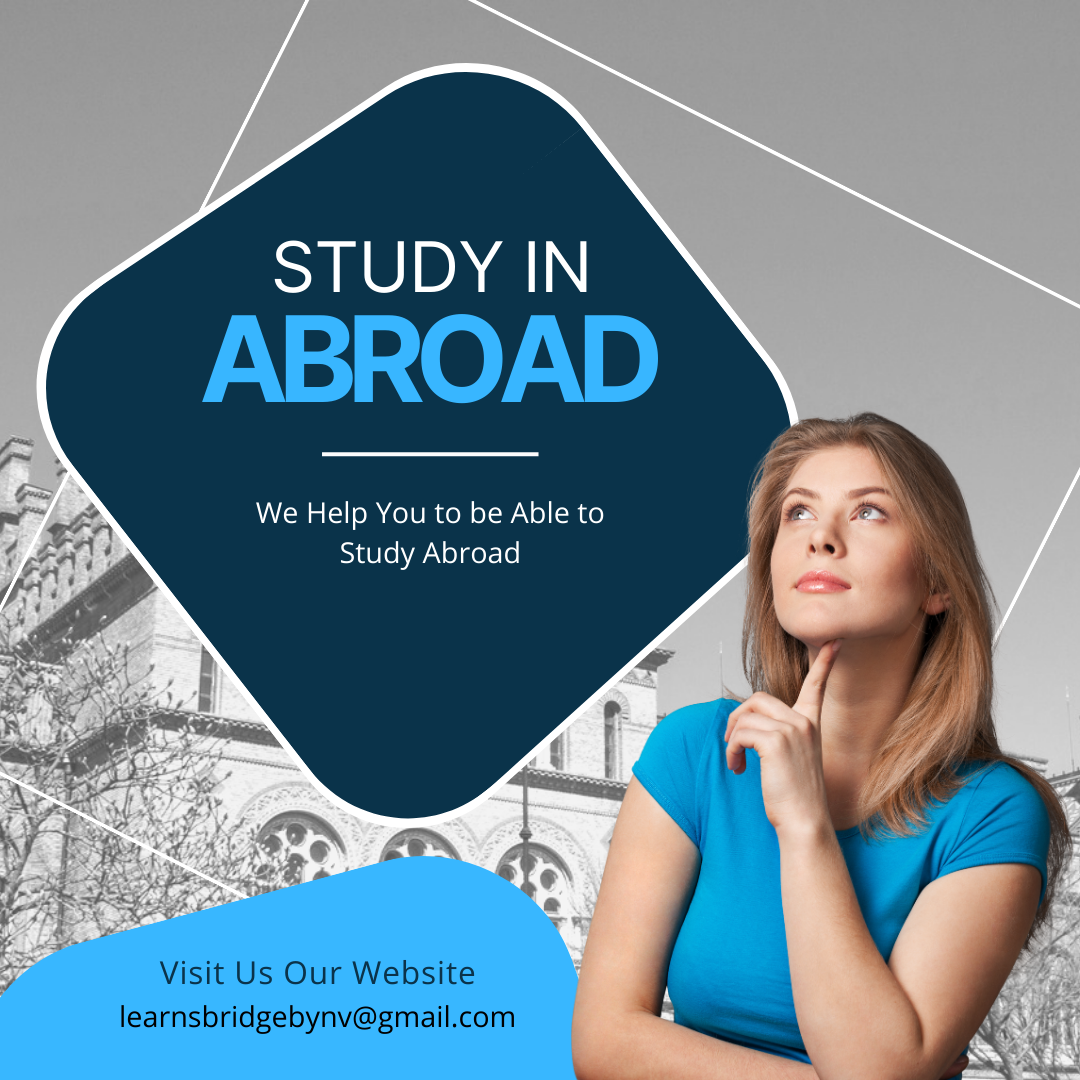 STUDY IN
ABROAD
We Help You to be Able to
Study Abroad
Visit Us Our Website
learnsbridgebynv@gmail.com